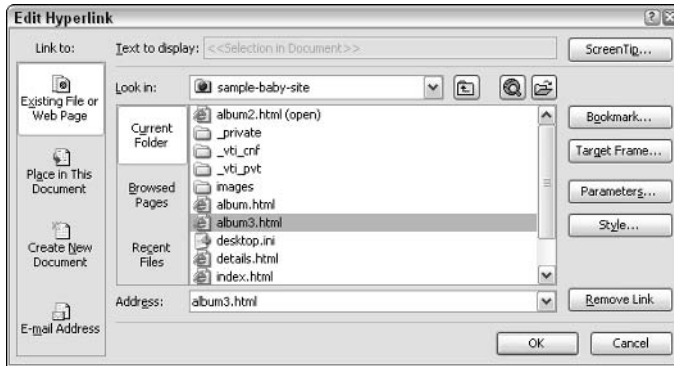 Edit Hyperlink
Link to:
Text to display: <<Selection in Document>>
ScreenTip...
Existing File or
Web Page
Look in:
sample-baby-site
Current
Folder
album2.html (open)
_private
_vti_cnf
_vti_pvt
images
album.html
album3.html
desktop.ini
details.html
index.html
Bookmark...
Target Frame...
Parameters...
Style...
Place in This
Document
Browsed
Pages
Create New
Document
Recent
Files
E-mail Address
Address:
album3.html
Remove Link
OK
Cancel